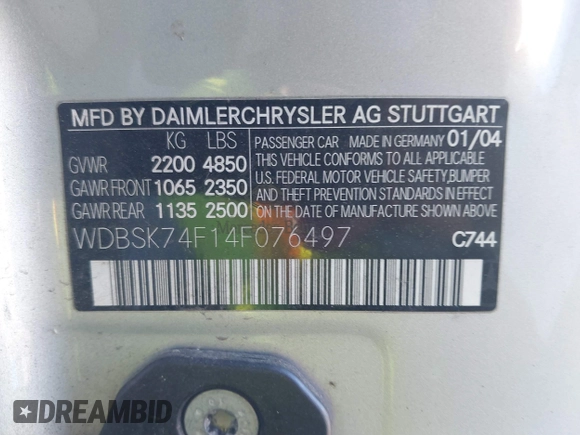 MFD BY DAIMLERCHRYSLER AG STUTTGART
KG LBS
GVWR 2200 4850
GAWR FRONT 1065 2350
GAWR REAR 1135 2500
PASSENGER CAR MADE IN GERMANY 01/04
THIS VEHICLE CONFORMS TO ALL APPLICABLE
U.S. FEDERAL MOTOR VEHICLE SAFETY,BUMPER
AND THEFT PREVENTION STANDARDS IN EFFECT
ON THE DATE OF MANUFACTURE SHOWN ABOVE
WDBSK74F14F076497 C744
DREAMBID